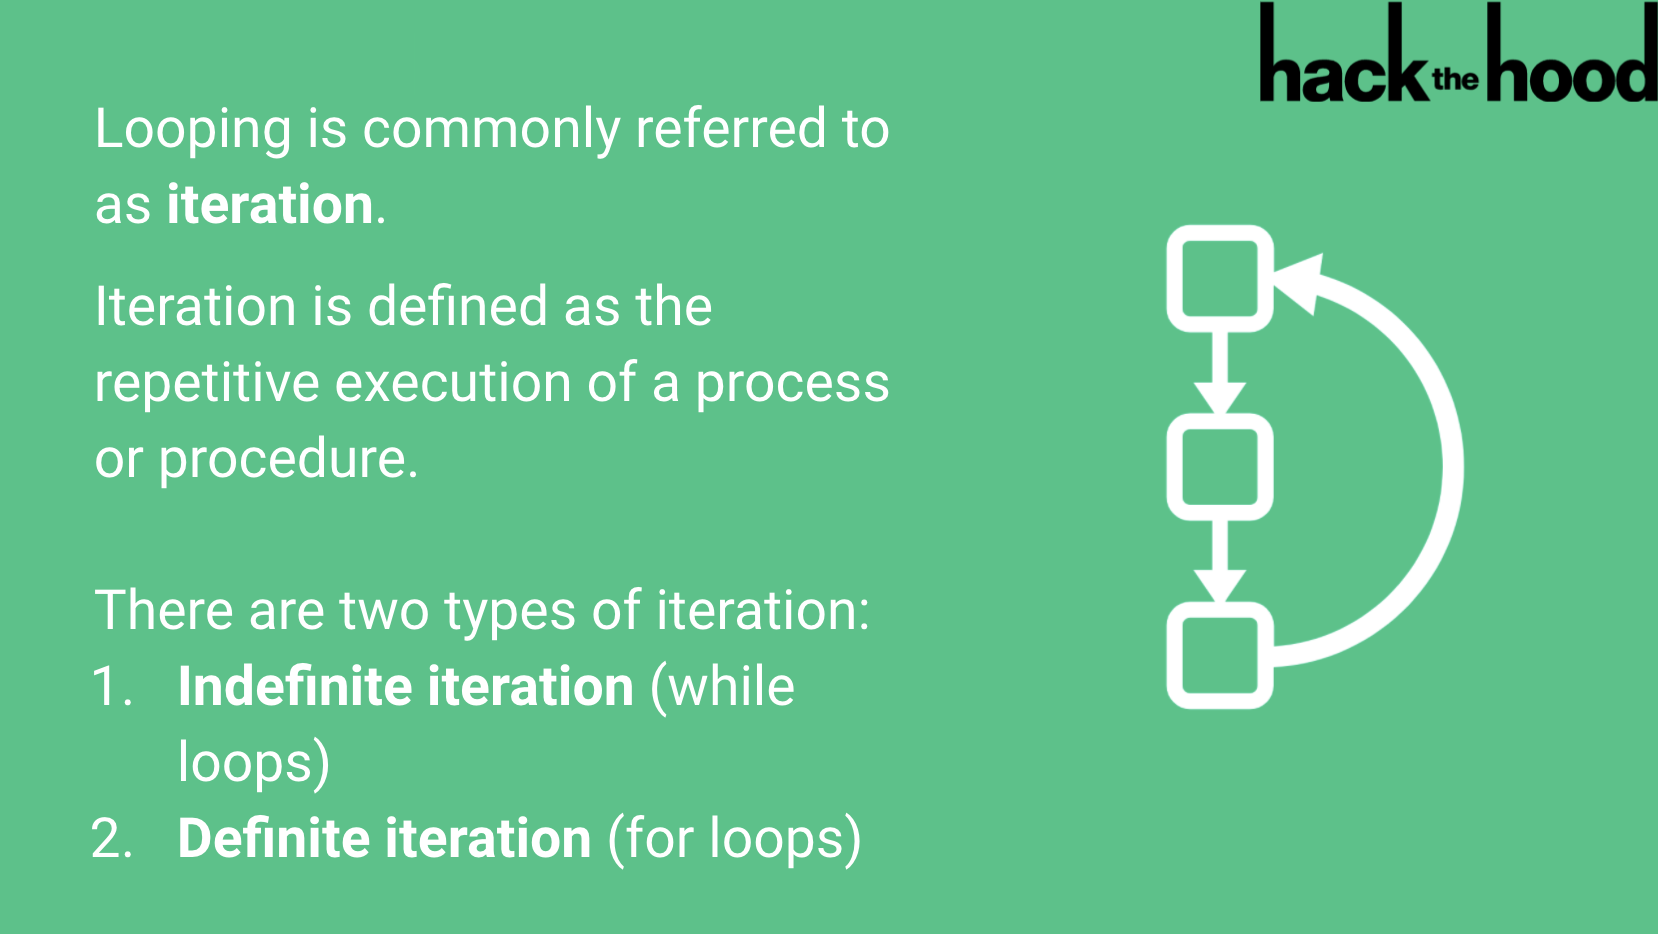 hack the hood
Looping is commonly referred to
as iteration.
Iteration is defined as the
repetitive execution of a process
or procedure.
There are two types of iteration:
1. Indefinite iteration (while
loops)
2. Definite iteration (for loops)